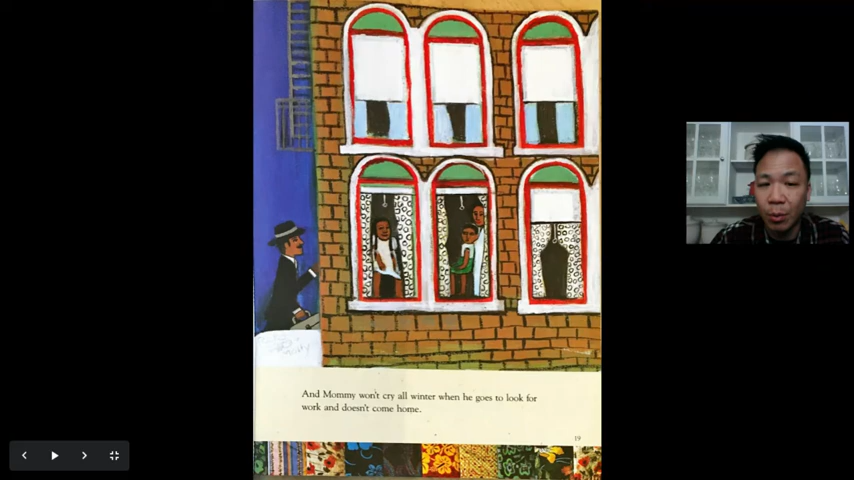 And Mommy won't cry all winter when he goes to look for
work and doesn't come home.
19